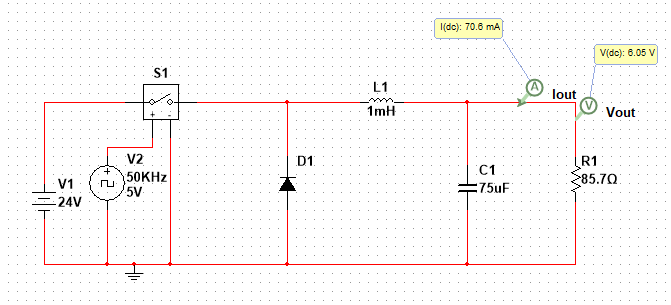 I(dc): 70.6 mA
V(dc): 6.05 V
S1
L1
A
Iout
V
Vout
1mH
+ -
V2
D1
R1
50KHz
C1
V1
85.7Ω
5V
75uF
24V
+